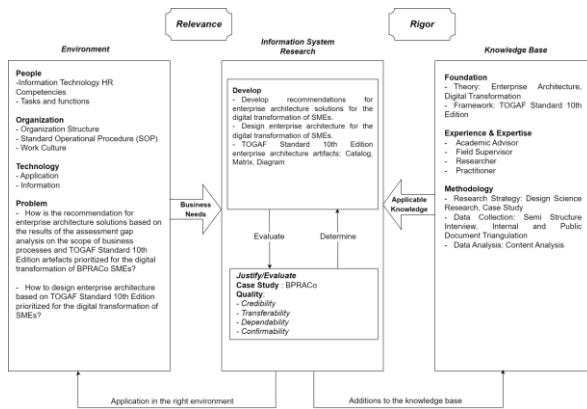 Relevance
Rigor
Environment
People
-Information Technology HR
Competencies
- Tasks and functions
Organization
- Organization Structure
- Standard Operational Procedure (SOP)
- Work Culture
Technology
- Application
- Information
Problem
- How is the recommendation for
enterprise architecture solutions based on
the results of the assessment gap
analysis on the scope of business
processes and TOGAF Standard 10th
Edition artefacts prioritized for the digital
transformation of BPRACo SMEs?
- How to design enterprise architecture
based on TOGAF Standard 10th Edition
prioritized for the digital transformation of
SMEs?
Business
Needs
Information System
Research
Develop
- Develop recommendations for
enterprise architecture solutions for the
digital transformation of SMEs.
- Design enterprise architecture for the
digital transformation of SMEs.
- TOGAF Standard 10th Edition
enterprise architecture artifacts: Catalog,
Matrix, Diagram
Evaluate
Determine
Justify/Evaluate
Case Study : BPRACo
Quality:
- Credibility
- Transferability
- Dependability
- Confirmability
Applicable
Knowledge
Knowledge Base
Foundation
- Theory: Enterprise Architecture,
Digital Transformation
- Framework: TOGAF Standard 10th
Edition
Experience & Expertise
- Academic Advisor
- Field Supervisor
- Researcher
- Practitioner
Methodology
- Research Strategy: Design Science
Research, Case Study
- Data Collection: Semi Structure
Interview, Internal and Public
Document Triangulation
- Data Analysis: Content Analysis
Application in the right environment
Additions to the knowledge base